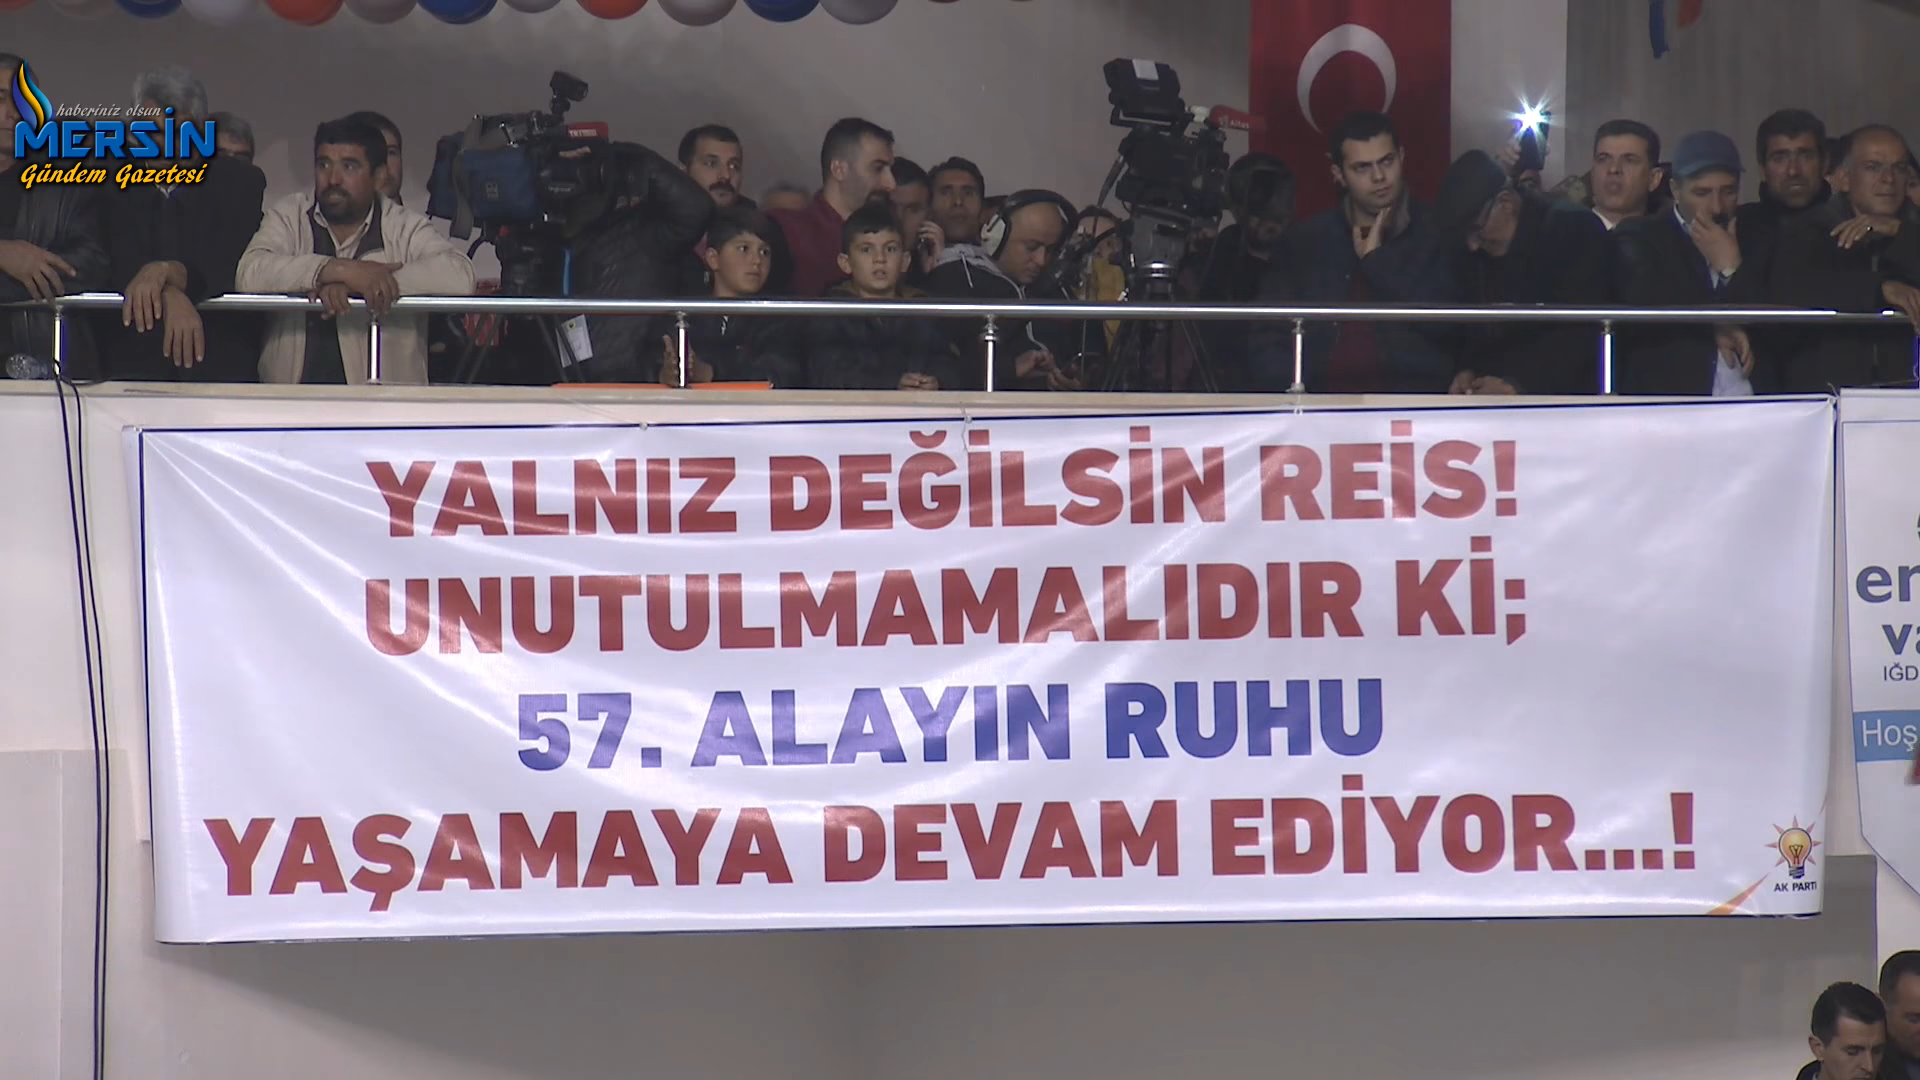 haberiniz olsun
MERSİN
Gündem Gazetesi
YALNIZ DEĞİLSİN REİS!
UNUTULMAMALIDIR Kİ;
57. ALAYIN RUHU
YAŞAMAYA DEVAM EDİYOR...!
AK PARTİ